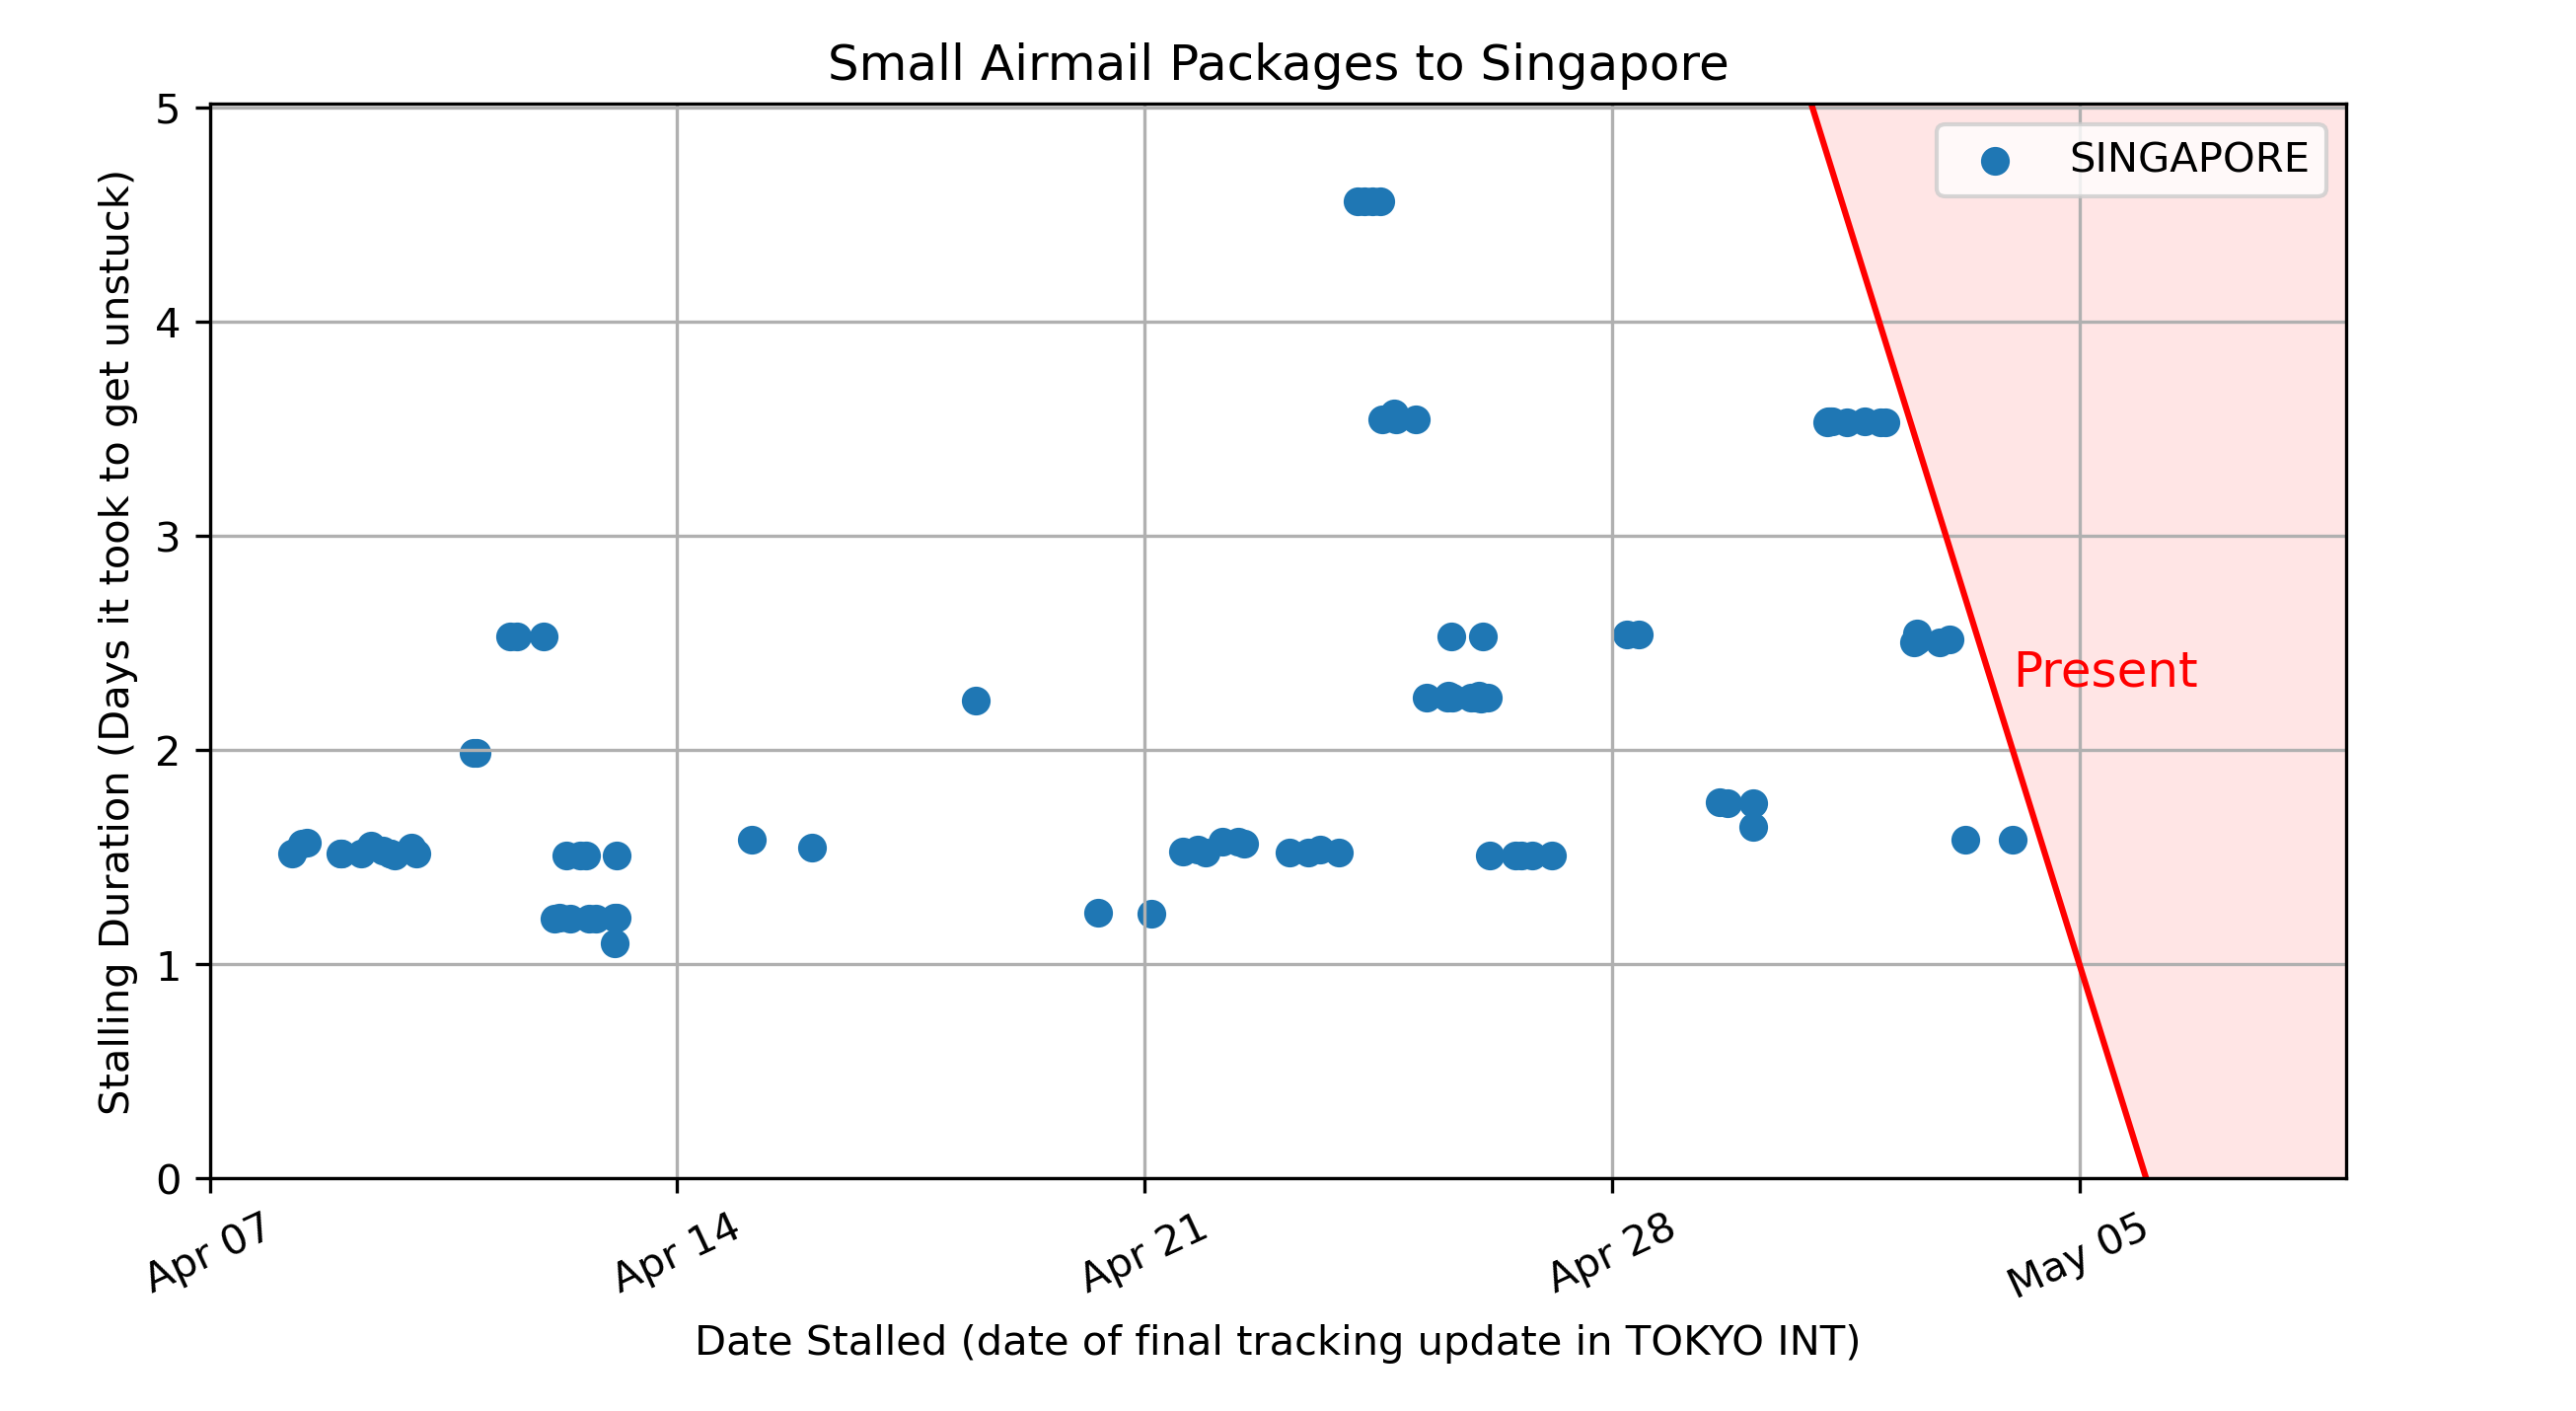 Small Airmail Packages to Singapore
Stalling Duration (Days it took to get unstuck)
5
4
3
2
1
0
SINGAPORE
Present
Apr 07
Apr 14
Apr 21
Apr 28
May 05
Date Stalled (date of final tracking update in TOKYO INT)